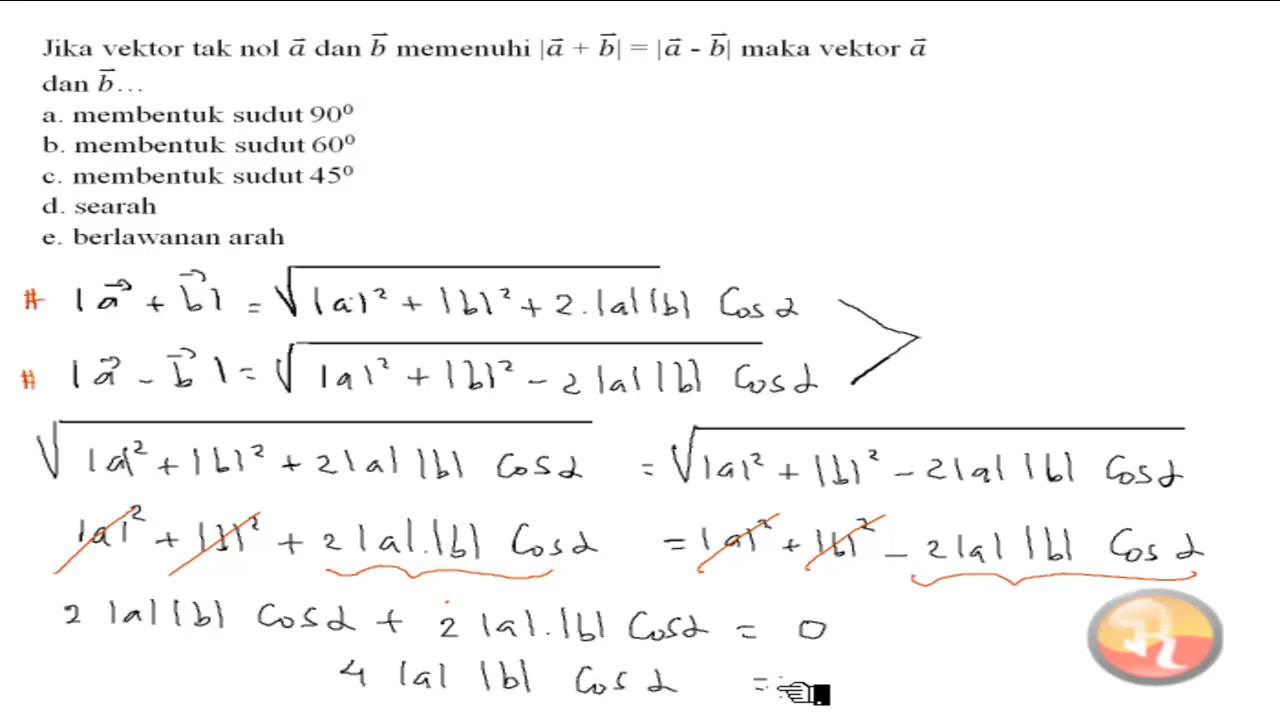 Jika vektor tak nol a⃗ dan b⃗ memenuhi |a⃗ + b⃗| = |a⃗ - b⃗| maka vektor a⃗
dan b⃗...
a. membentuk sudut 90⁰
b. membentuk sudut 60⁰
c. membentuk sudut 45⁰
d. searah
e. berlawanan arah
# |a⃗ + b⃗| = √|a|² + |b|² + 2.|a||b| Cos α
# |a⃗ - b⃗| = √|a|² + |b|² - 2|a||b| Cos α
√|a|² + |b|² + 2|a||b| Cos α = √|a|² + |b|² - 2|a||b| Cos α
|a|² + |b|² + 2|a|.|b| Cos α = |a|² + |b|² - 2|a||b| Cos α
2|a||b| Cos α + 2|a|.|b| Cos α = 0
4|a||b| Cos α =